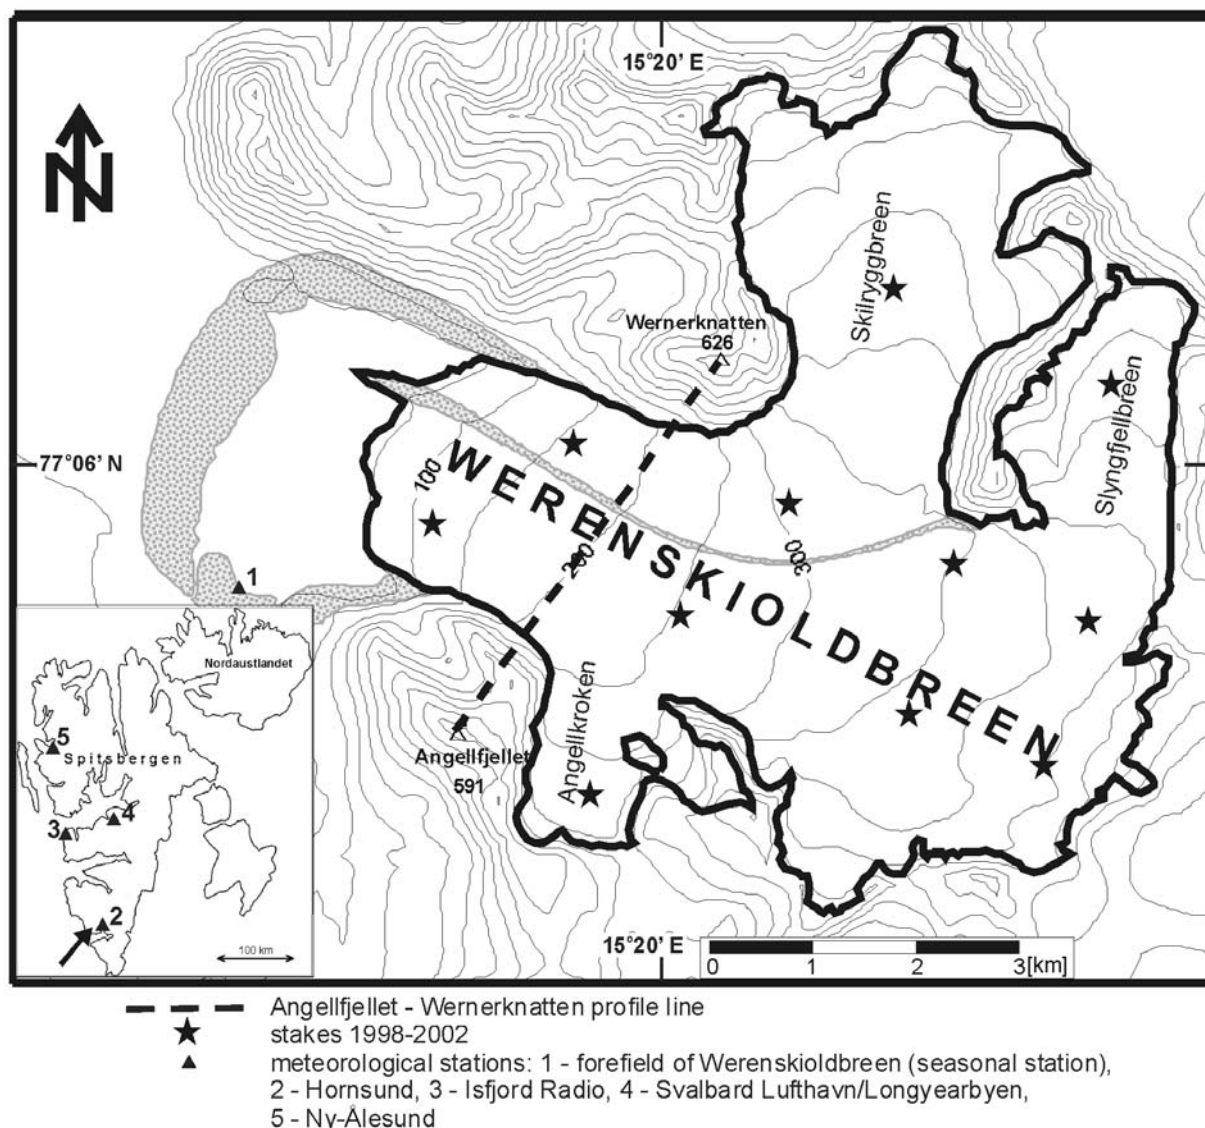 15°20' E
N
Skilryggbreen
Wernerknatten
626
Slyngfjellbreen
77°06' N
100
WERENSKIOLDBREEN
200
300
1
Nordaustlandet
5
Spitsbergen
4
3
2
100 km
Angellkroken
Angellfjellet
591
15°20' E
0 1 2 3[km]
Angellfjellet - Wernerknatten profile line
stakes 1998-2002
meteorological stations: 1 - forefield of Werenskioldbreen (seasonal station),
2 - Hornsund, 3 - Isfjord Radio, 4 - Svalbard Lufthavn/Longyearbyen,
5 - Ny-Ålesund